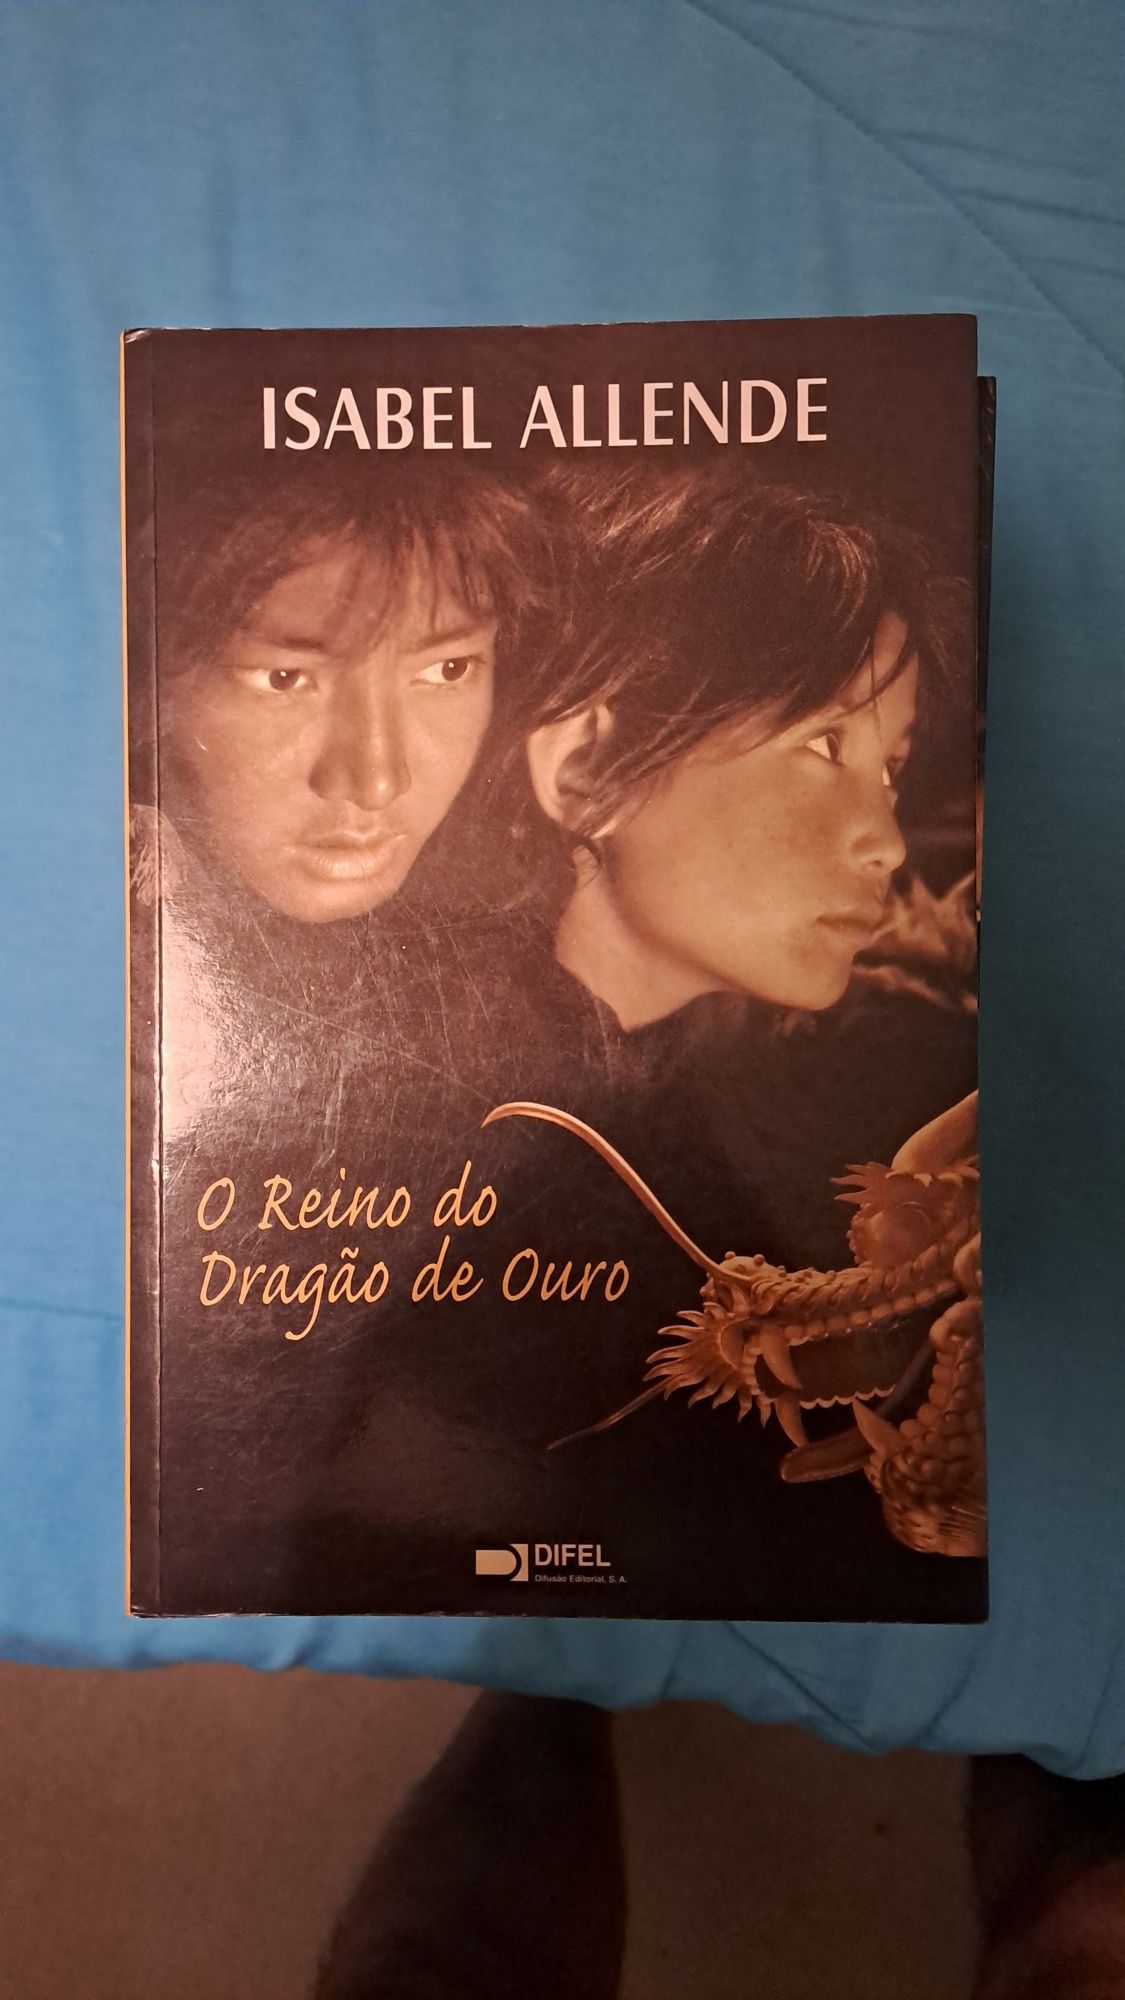 ISABEL ALLENDE
O Reino do
Dragão de Ouro
DIFEL
Difusão Editorial, S. A.